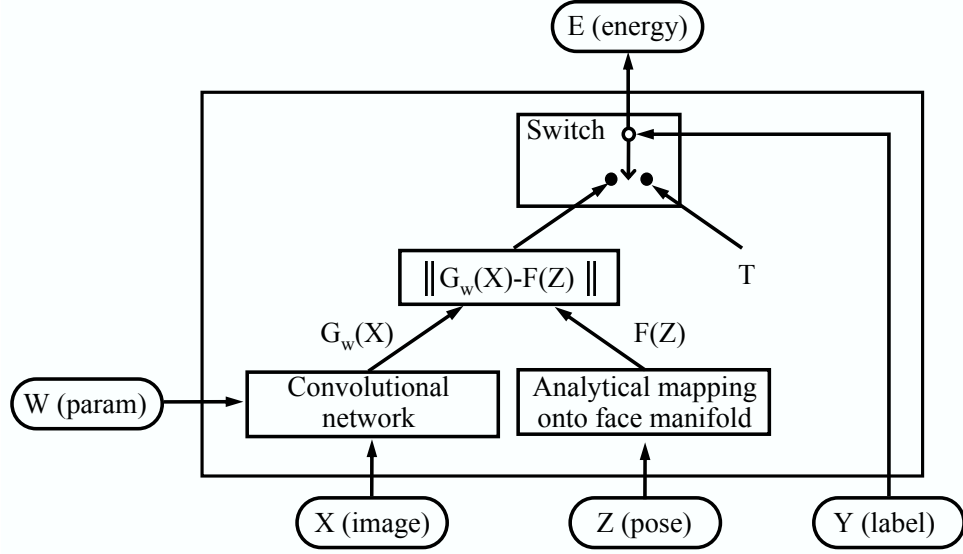 E (energy)
Switch
‖G_w(X)-F(Z) ‖
T
G_w(X)
F(Z)
Convolutional
network
Analytical mapping
onto face manifold
W (param)
X (image)
Z (pose)
Y (label)